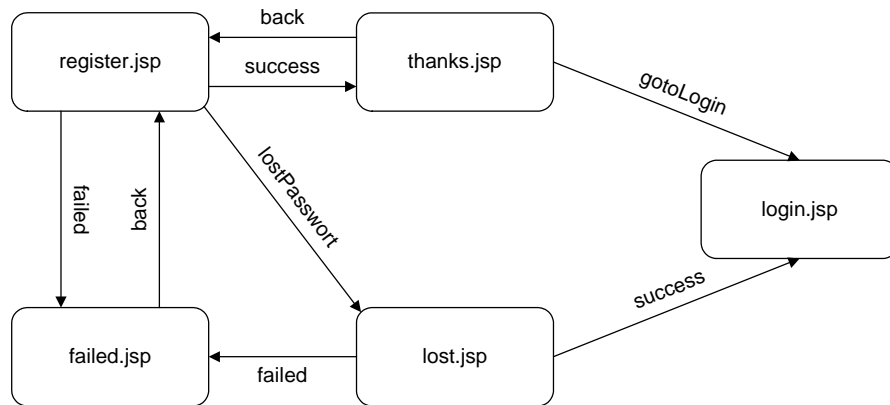 back
register.jsp
success
thanks.jsp
gotoLogin
lostPasswort
failed
back
login.jsp
success
failed.jsp
failed
lost.jsp